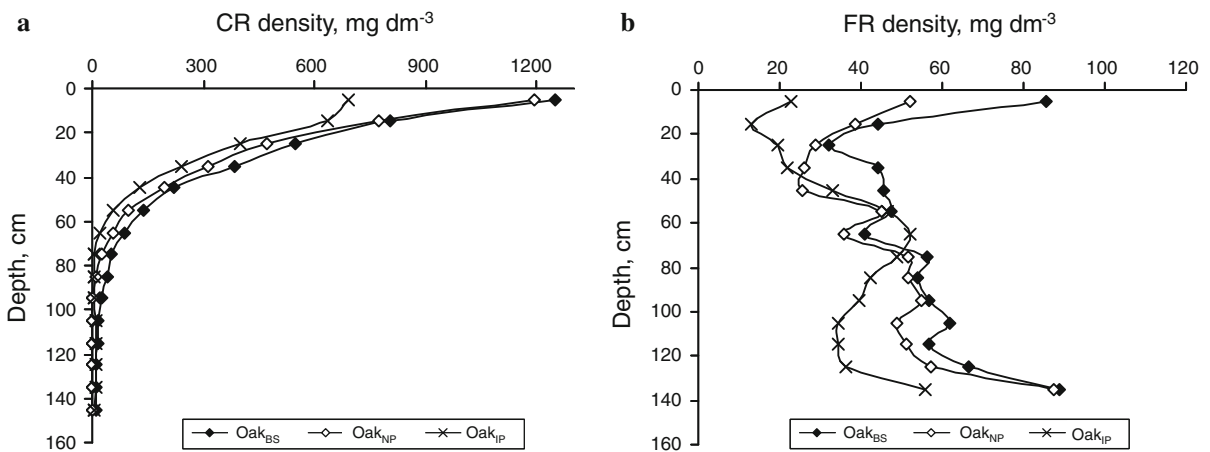 a
CR density, mg dm-3
0 300 600 900 1200
0
20
40
60
80
100
120
140
160
Depth, cm
OakBS OakNP OakIP
b
FR density, mg dm-3
0 20 40 60 80 100 120
0
20
40
60
80
100
120
140
160
Depth, cm
OakBS OakNP OakIP